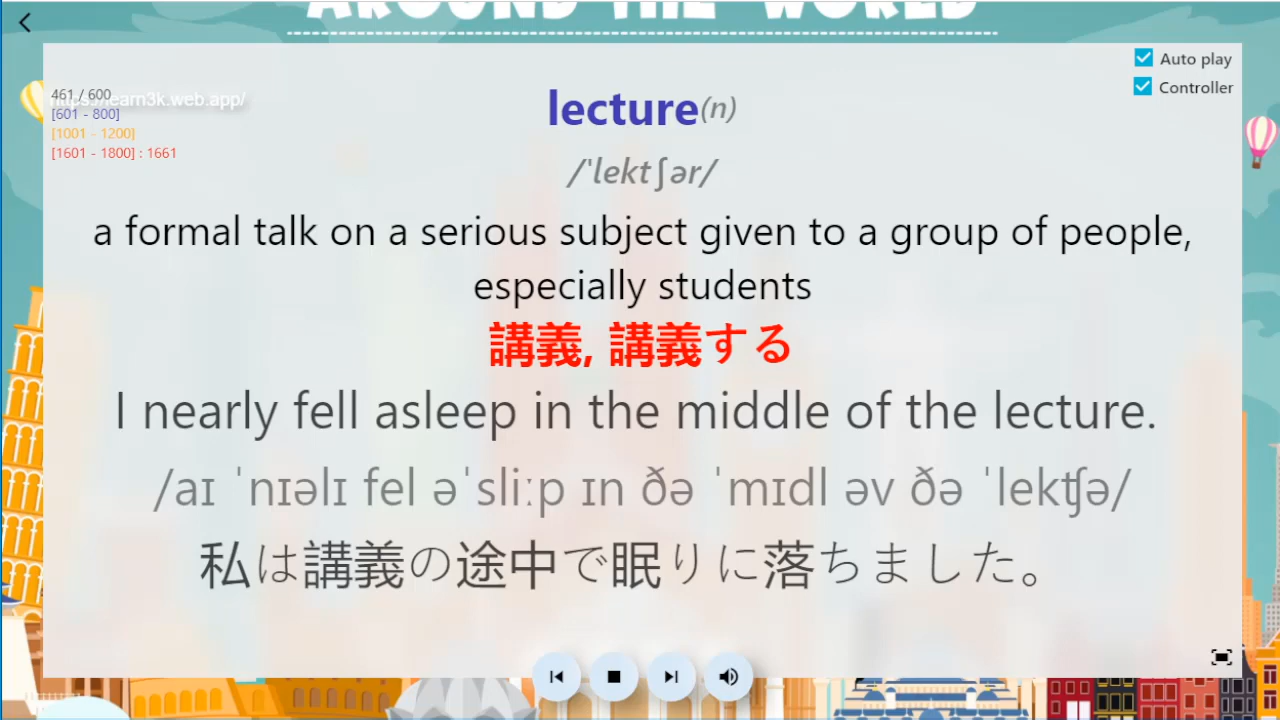 AROUND THE WORLD
Auto play
Controller
461 / 600
https://learn3k.web.app/
[601 - 800]
[1001 - 1200]
[1601 - 1800] : 1661
lecture(n)
/ˈlektʃər/
a formal talk on a serious subject given to a group of people,
especially students
講義, 講義する
I nearly fell asleep in the middle of the lecture.
/aɪ ˈnɪəlɪ fel əˈsliːp ɪn ðə ˈmɪdl əv ðə ˈlekʧə/
私は講義の途中で眠りに落ちました。